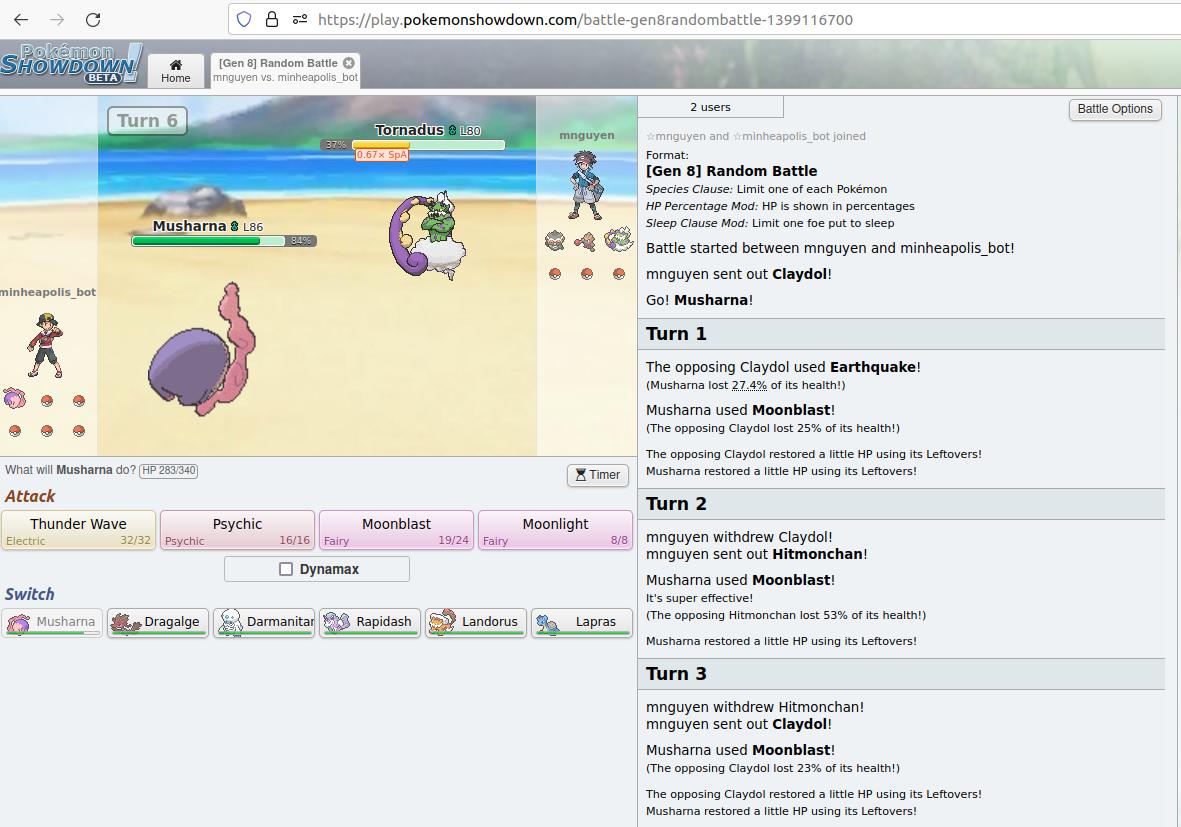 https://play.pokemonshowdown.com/battle-gen8randombattle-1399116700
Pokémon
SHOWDOWN!
BETA
Home
[Gen 8] Random Battle
mnguyen vs. minheapolis_bot
Turn 6
Tornadus L80
37%
0.67× SpA
Musharna L86
84%
mnguyen
minheapolis_bot
What will Musharna do? HP 283/340
Timer
Attack
Thunder Wave
Electric 32/32
Psychic
Psychic 16/16
Moonblast
Fairy 19/24
Moonlight
Fairy 8/8
Dynamax
Switch
Musharna
Dragalge
Darmanitan
Rapidash
Landorus
Lapras
2 users
Battle Options
☆mnguyen and ☆minheapolis_bot joined
Format:
[Gen 8] Random Battle
Species Clause: Limit one of each Pokémon
HP Percentage Mod: HP is shown in percentages
Sleep Clause Mod: Limit one foe put to sleep
Battle started between mnguyen and minheapolis_bot!
mnguyen sent out Claydol!
Go! Musharna!
Turn 1
The opposing Claydol used Earthquake!
(Musharna lost 27.4% of its health!)
Musharna used Moonblast!
(The opposing Claydol lost 25% of its health!)
The opposing Claydol restored a little HP using its Leftovers!
Musharna restored a little HP using its Leftovers!
Turn 2
mnguyen withdrew Claydol!
mnguyen sent out Hitmonchan!
Musharna used Moonblast!
It's super effective!
(The opposing Hitmonchan lost 53% of its health!)
Musharna restored a little HP using its Leftovers!
Turn 3
mnguyen withdrew Hitmonchan!
mnguyen sent out Claydol!
Musharna used Moonblast!
(The opposing Claydol lost 23% of its health!)
The opposing Claydol restored a little HP using its Leftovers!
Musharna restored a little HP using its Leftovers!